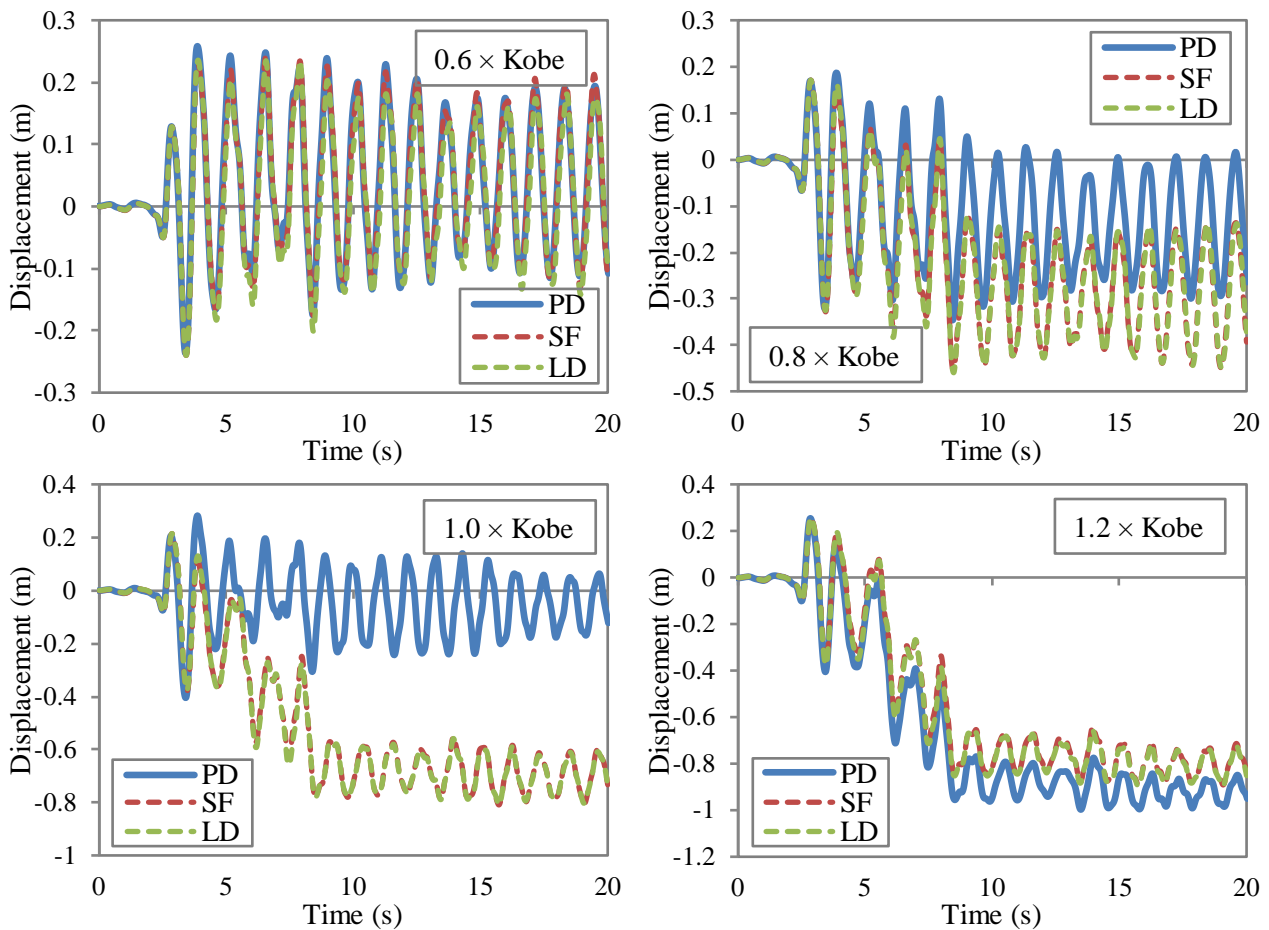 0.3
0.2
0.1
0
-0.1
-0.2
-0.3
Displacement (m)
0.6 × Kobe
PD
SF
LD
0 5 10 15 20
Time (s)
0.3
0.2
0.1
0
-0.1
-0.2
-0.3
-0.4
-0.5
Displacement (m)
PD
SF
LD
0.8 × Kobe
0 5 10 15 20
Time (s)
0.4
0.2
0
-0.2
-0.4
-0.6
-0.8
-1
Displacement (m)
1.0 × Kobe
PD
SF
LD
0 5 10 15 20
Time (s)
0.4
0.2
0
-0.2
-0.4
-0.6
-0.8
-1
-1.2
Displacement (m)
1.2 × Kobe
PD
SF
LD
0 5 10 15 20
Time (s)